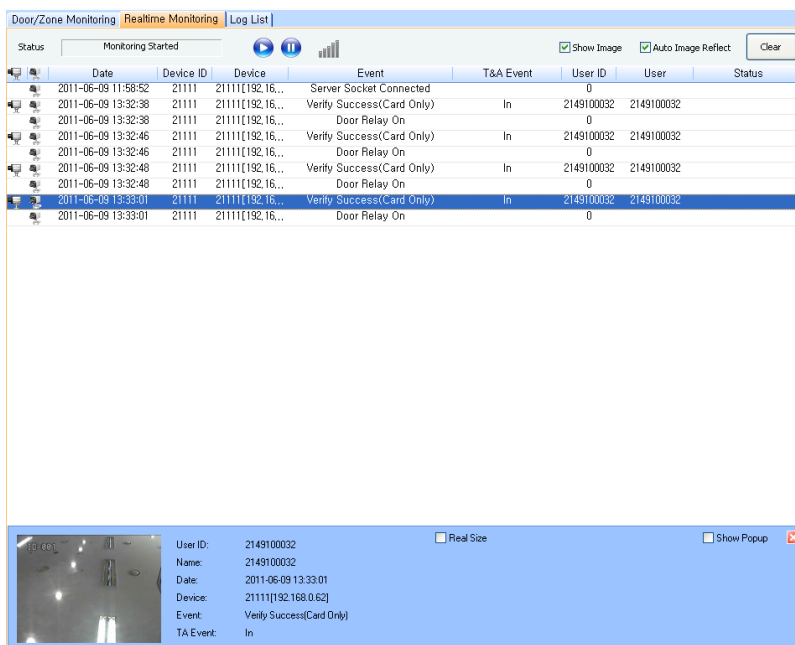 Door/Zone Monitoring Realtime Monitoring Log List
Status Monitoring Started Show Image Auto Image Reflect Clear
Date Device ID Device Event T&A Event User ID User Status
2011-06-09 11:58:52 21111 21111[192,16,,, Server Socket Connected 0
2011-06-09 13:32:38 21111 21111[192,16,,, Verify Success(Card Only) In 2149100032 2149100032
2011-06-09 13:32:38 21111 21111[192,16,,, Door Relay On 0
2011-06-09 13:32:46 21111 21111[192,16,,, Verify Success(Card Only) In 2149100032 2149100032
2011-06-09 13:32:46 21111 21111[192,16,,, Door Relay On 0
2011-06-09 13:32:48 21111 21111[192,16,,, Verify Success(Card Only) In 2149100032 2149100032
2011-06-09 13:32:48 21111 21111[192,16,,, Door Relay On 0
2011-06-09 13:33:01 21111 21111[192,16,,, Verify Success(Card Only) In 2149100032 2149100032
2011-06-09 13:33:01 21111 21111[192,16,,, Door Relay On 0
User ID: 2149100032 Real Size Show Popup
Name: 2149100032
Date: 2011-06-09 13:33:01
Device: 21111[192.168.0.62]
Event: Verify Success(Card Only)
TA Event: In